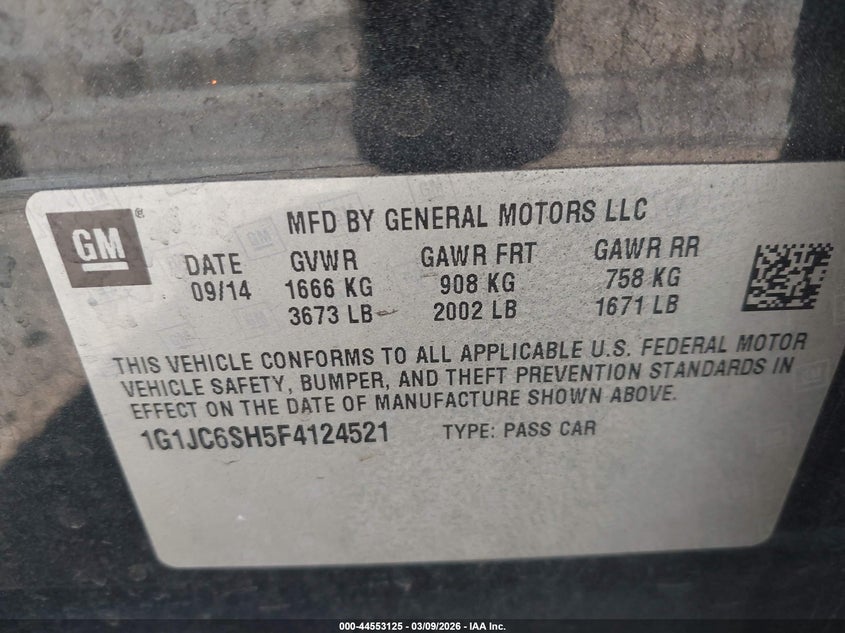 GM
®
MFD BY GENERAL MOTORS LLC
DATE GVWR GAWR FRT GAWR RR
09/14 1666 KG 908 KG 758 KG
3673 LB 2002 LB 1671 LB
THIS VEHICLE CONFORMS TO ALL APPLICABLE U.S. FEDERAL MOTOR
VEHICLE SAFETY, BUMPER, AND THEFT PREVENTION STANDARDS IN
EFFECT ON THE DATE OF MANUFACTURE SHOWN ABOVE.
1G1JC6SH5F4124521 TYPE: PASS CAR
000-44553125 - 03/09/2026 - IAA Inc.